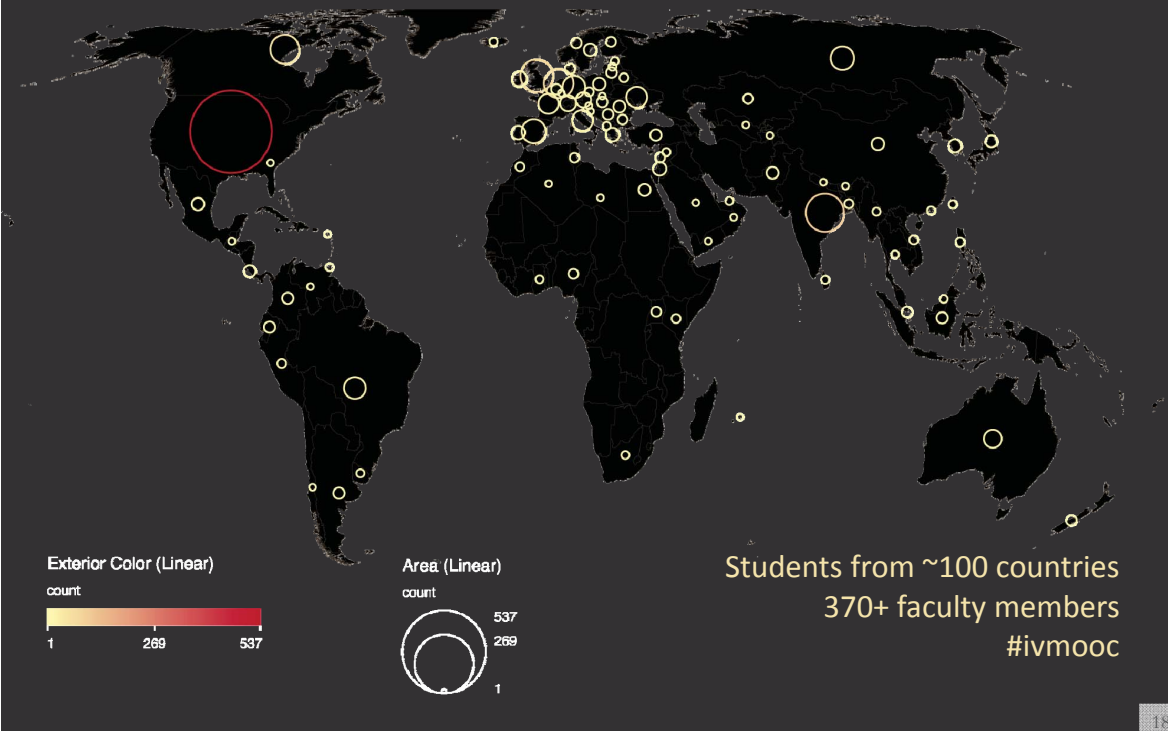 Exterior Color (Linear)
count
1 269 537
Area (Linear)
count
537
269
1
Students from ~100 countries
370+ faculty members
#ivmooc
18